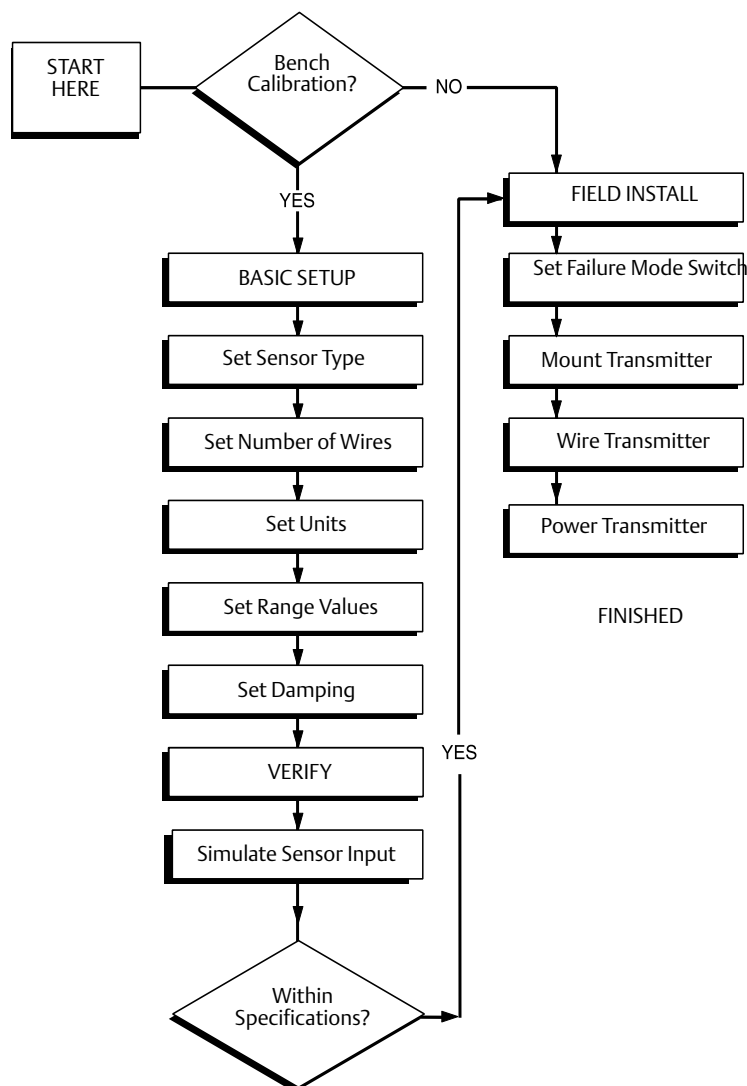 START
HERE
Bench
Calibration?
NO
YES
FIELD INSTALL
BASIC SETUP
Set Failure Mode Switch
Set Sensor Type
Mount Transmitter
Set Number of Wires
Wire Transmitter
Set Units
Power Transmitter
Set Range Values
FINISHED
Set Damping
YES
VERIFY
Simulate Sensor Input
Within
Specifications?